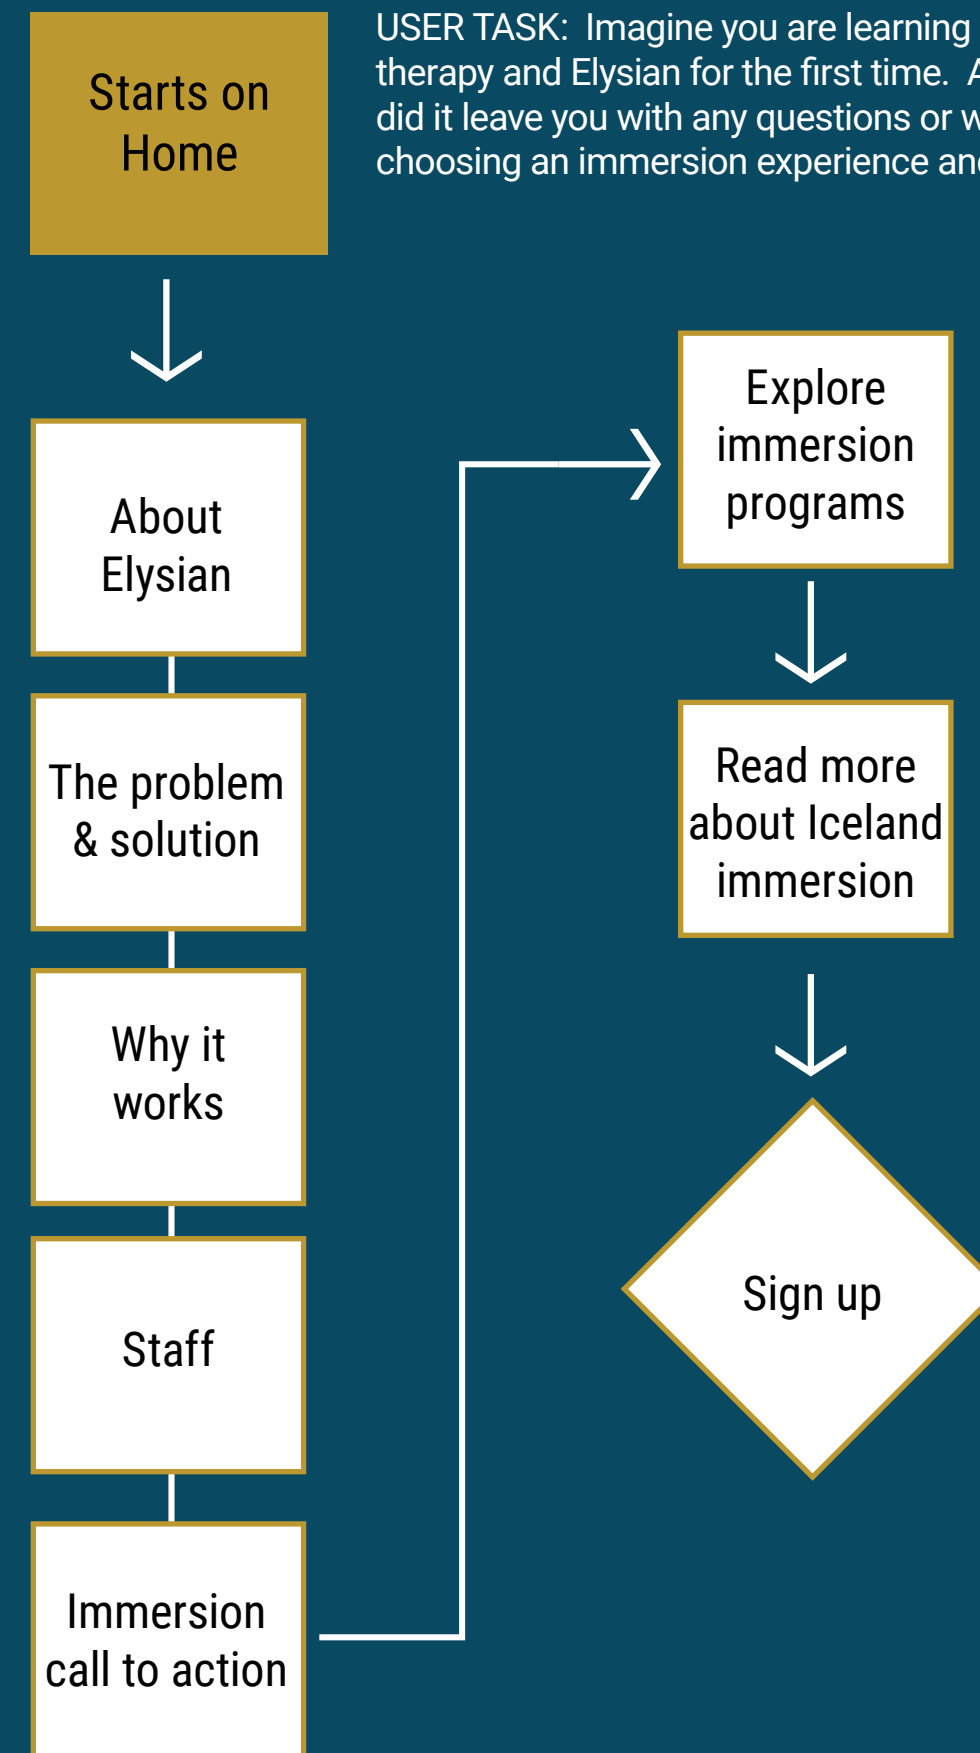 Starts on
Home
USER TASK: Imagine you are learning
therapy and Elysian for the first time.
did it leave you with any questions or
choosing an immersion experience
About
Elysian
The problem
& solution
Why it
works
Staff
Immersion
call to action
Explore
immersion
programs
Read more
about Iceland
immersion
Sign up